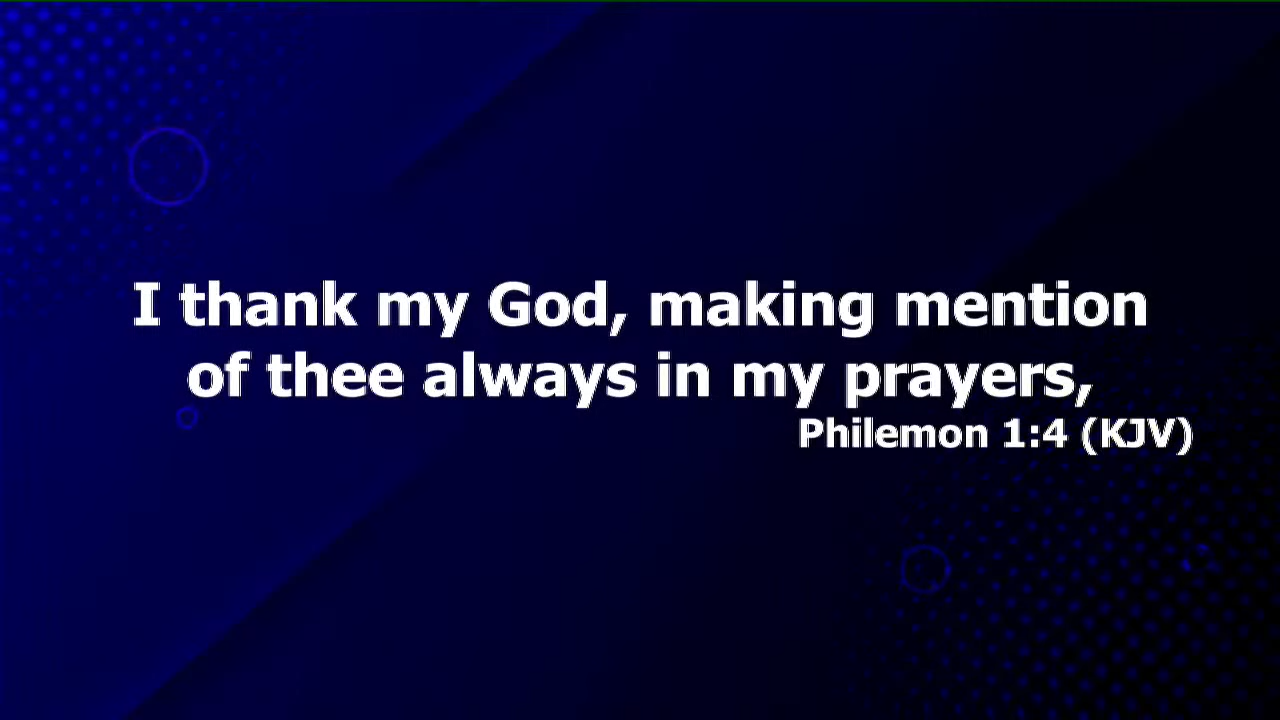 I thank my God, making mention
of thee always in my prayers,
Philemon 1:4 (KJV)